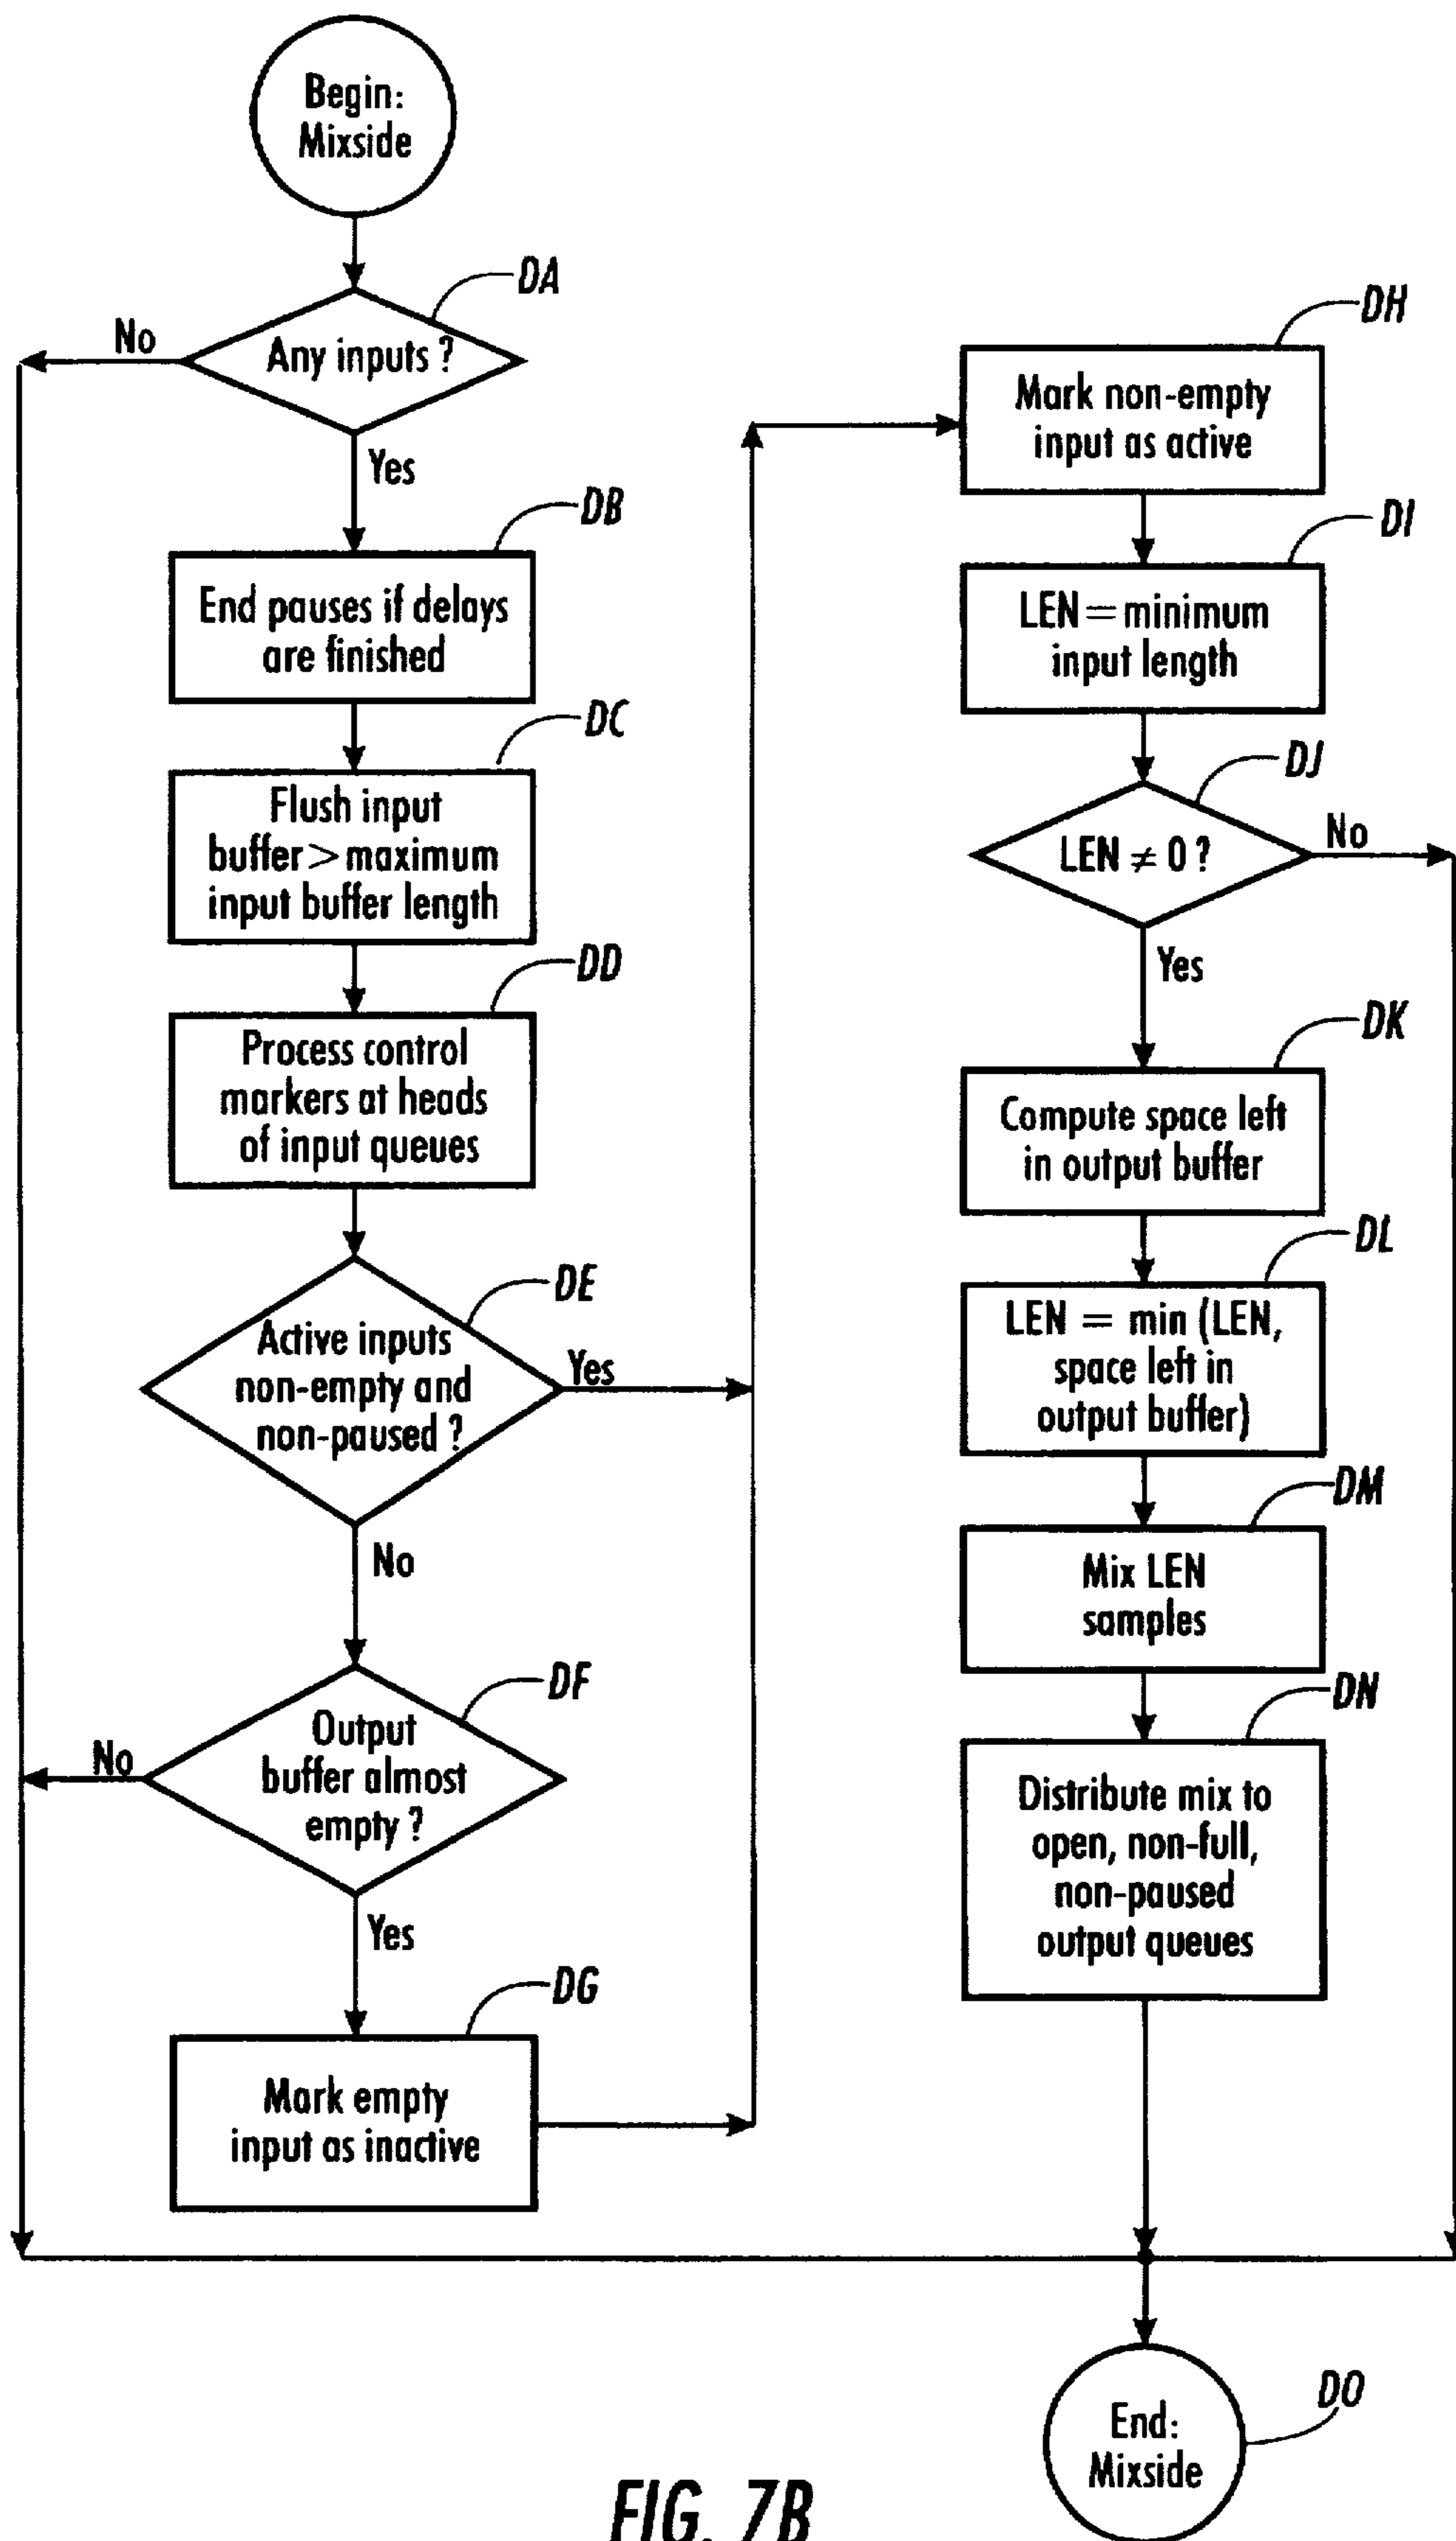 Begin:
Mixside
DA
No
Any inputs ?
Yes
DB
End pauses if delays
are finished
DC
Flush input
buffer > maximum
input buffer length
DD
Process control
markers at heads
of input queues
DE
Active inputs
non-empty and
non-paused ?
Yes
No
DF
Output
buffer almost
empty ?
No
Yes
DG
Mark empty
input as inactive
DH
Mark non-empty
input as active
DI
LEN = minimum
input length
DJ
LEN ≠ 0 ?
No
Yes
DK
Compute space left
in output buffer
DL
LEN = min (LEN,
space left in
output buffer)
DM
Mix LEN
samples
DN
Distribute mix to
open, non-full,
non-paused
output queues
DO
End:
Mixside
FIG. 7B